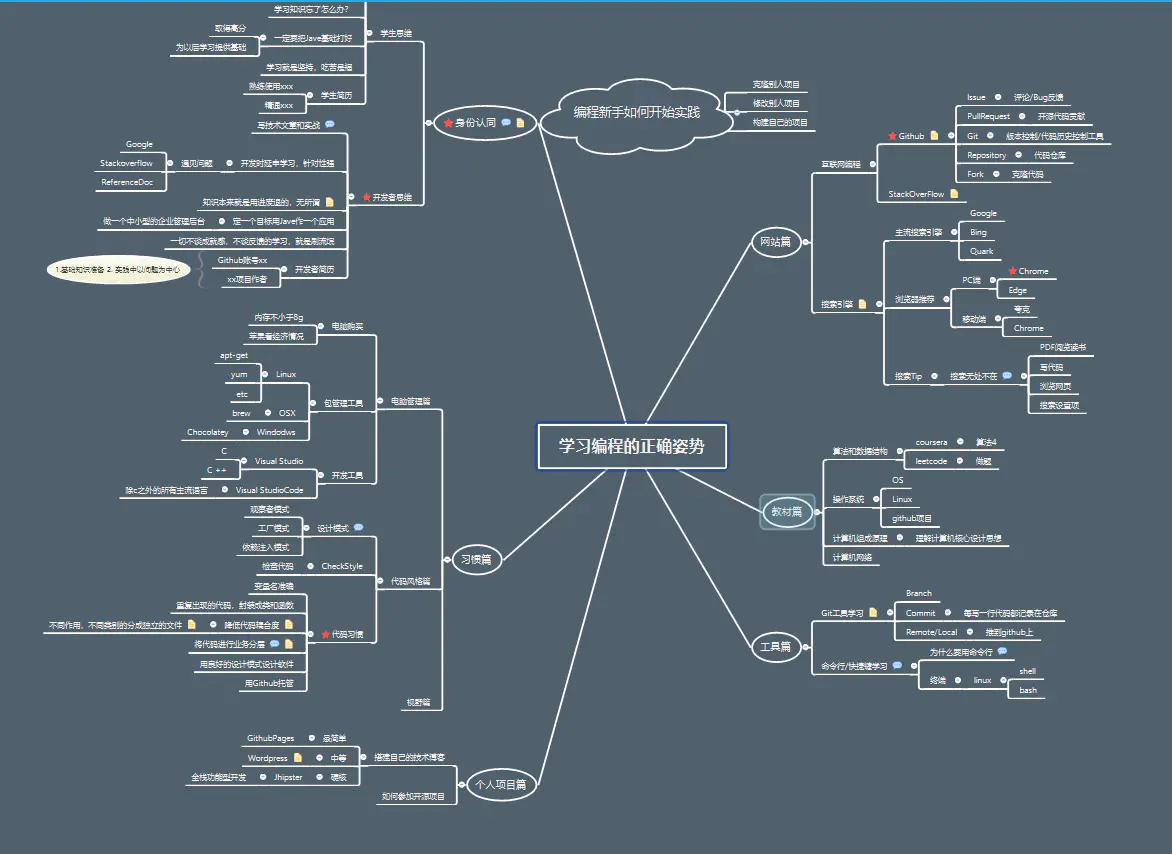 学习编程的正确姿势
编程新手如何开始实践
克隆别人项目
修改别人项目
构建自己的项目
网站篇
互联网编程
Github
Issue
评论/Bug反馈
PullRequest
开源代码贡献
Git
版本控制/代码历史控制工具
Repository
代码仓库
Fork
克隆代码
StackOverFlow
搜索引擎
主流搜索引擎
Google
Bing
Quark
浏览器推荐
PC端
Chrome
Edge
移动端
夸克
Chrome
搜索Tip
搜索无处不在
PDF阅览读书
写代码
浏览网页
搜索设置项
教材篇
算法和数据结构
coursera
算法4
leetcode
做题
操作系统
OS
Linux
github项目
计算机组成原理
理解计算机核心设计思想
计算机网络
工具篇
Git工具学习
Branch
Commit
每写一行代码都记录在仓库
Remote/Local
推到github上
命令行/快捷键学习
为什么要用命令行
终端
linux
shell
bash
身份认同
学生思维
学习知识忘了怎么办?
一定要把Jave基础打好
取得高分
为以后学习提供基础
学习就是坚持，吃苦是福
学生简历
熟练使用xxx
精通xxx
开发者思维
写技术文章和实战
开发时延申学习，针对性强
遇见问题
Google
Stackoverflow
ReferenceDoc
知识本来就是用进废退的，无所谓
定一个目标用Jave作一个应用
做一个中小型的企业管理后台
一切不谈成就感，不谈反馈的学习，就是刷流氓
开发者简历
Github账号xx
xx项目作者
1.基础知识准备 2. 实践中以问题为中心
习惯篇
电脑管理篇
电脑购买
内存不小于8g
苹果看经济情况
包管理工具
Linux
apt-get
yum
etc
OSX
brew
Windodws
Chocolatey
开发工具
Visual Studio
C
C ++
Visual StudioCode
除c之外的所有主流语言
代码风格篇
设计模式
观察者模式
工厂模式
依赖注入模式
CheckStyle
检查代码
代码习惯
变量名准确
重复出现的代码，封装成类和函数
降低代码耦合度
不同作用，不同类别的分成独立的文件
将代码进行业务分层
用良好的设计模式设计软件
用Github托管
视野篇
个人项目篇
搭建自己的技术博客
GithubPages
最简单
Wordpress
中等
全栈功能型开发
Jhipster
硬核
如何参加开源项目